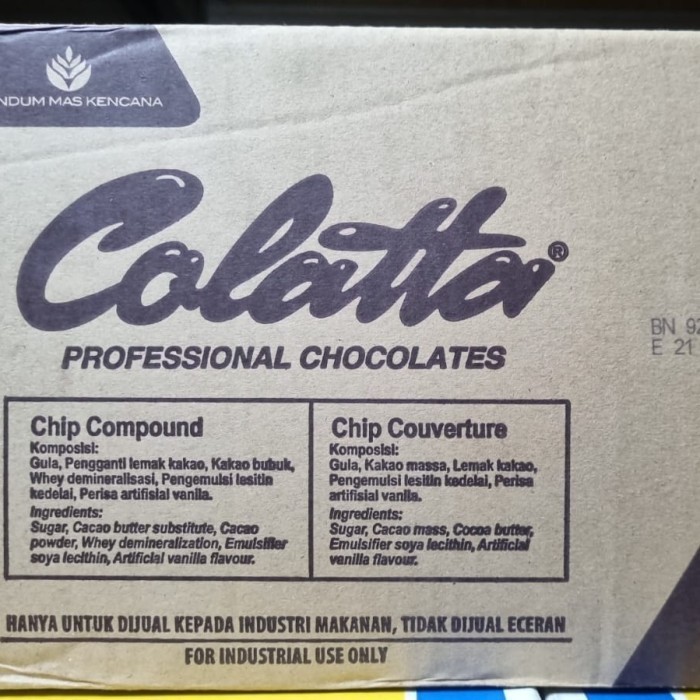 NDUM MAS KENCANA
Colatta®
PROFESSIONAL CHOCOLATES
Chip Compound
Komposisi:
Gula, Pengganti lemak kakao, Kakao bubuk,
Whey demineralisasi, Pengemulsi lesitin
kedelai, Perisa artifisial vanila.
Ingredients:
Sugar, Cacao butter substitute, Cacao
powder, Whey demineralization, Emulsifier
soya lecithin, Artificial vanilla flavour.
Chip Couverture
Komposisi:
Gula, Kakao massa, Lemak kakao,
Pengemulsi lesitin kedelai, Perisa
artifisial vanila.
Ingredients:
Sugar, Cacao mass, Cocoa butter,
Emulsifier soya lecithin, Artificial
vanilla flavour.
BN 92
E 21
HANYA UNTUK DIJUAL KEPADA INDUSTRI MAKANAN, TIDAK DIJUAL ECERAN
FOR INDUSTRIAL USE ONLY